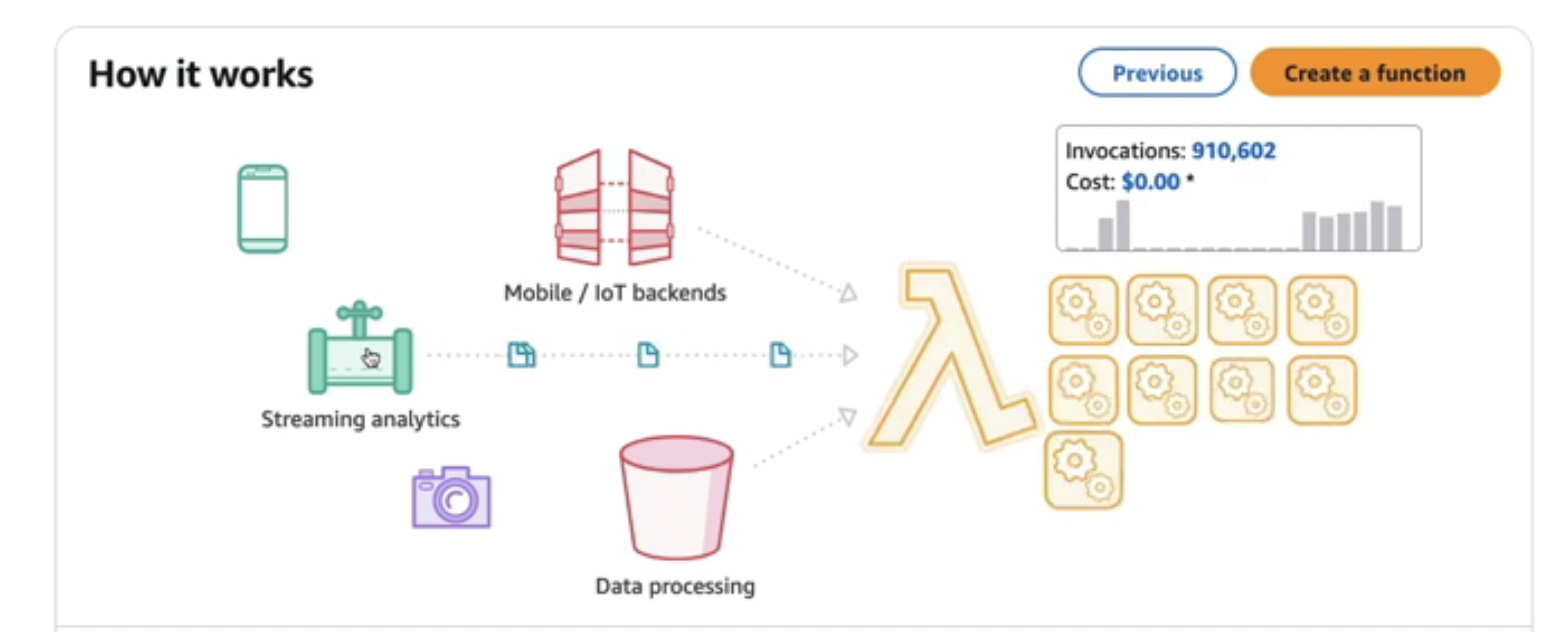 How it works
Previous
Create a function
Invocations: 910,602
Cost: $0.00 *
Mobile / IoT backends
Streaming analytics
Data processing